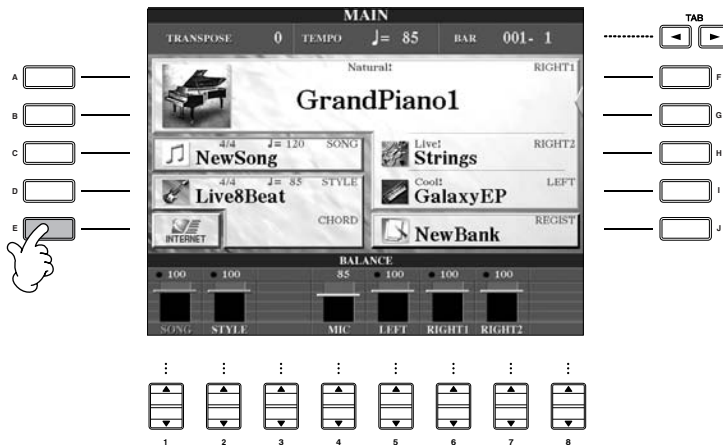 MAIN
TAB
TRANSPOSE 0 TEMPO ♩= 85 BAR 001- 1
A
F
Natural! RIGHT1
GrandPiano1
B
G
C
H
4/4 ♩= 120 SONG
NewSong
Live! RIGHT2
Strings
D
I
4/4 ♩= 85 STYLE
Live8Beat
Cool! LEFT
GalaxyEP
E
J
INTERNET
CHORD
REGIST
NewBank
BALANCE
100 100 85 100 100 100
SONG STYLE MIC LEFT RIGHT1 RIGHT2
1 2 3 4 5 6 7 8